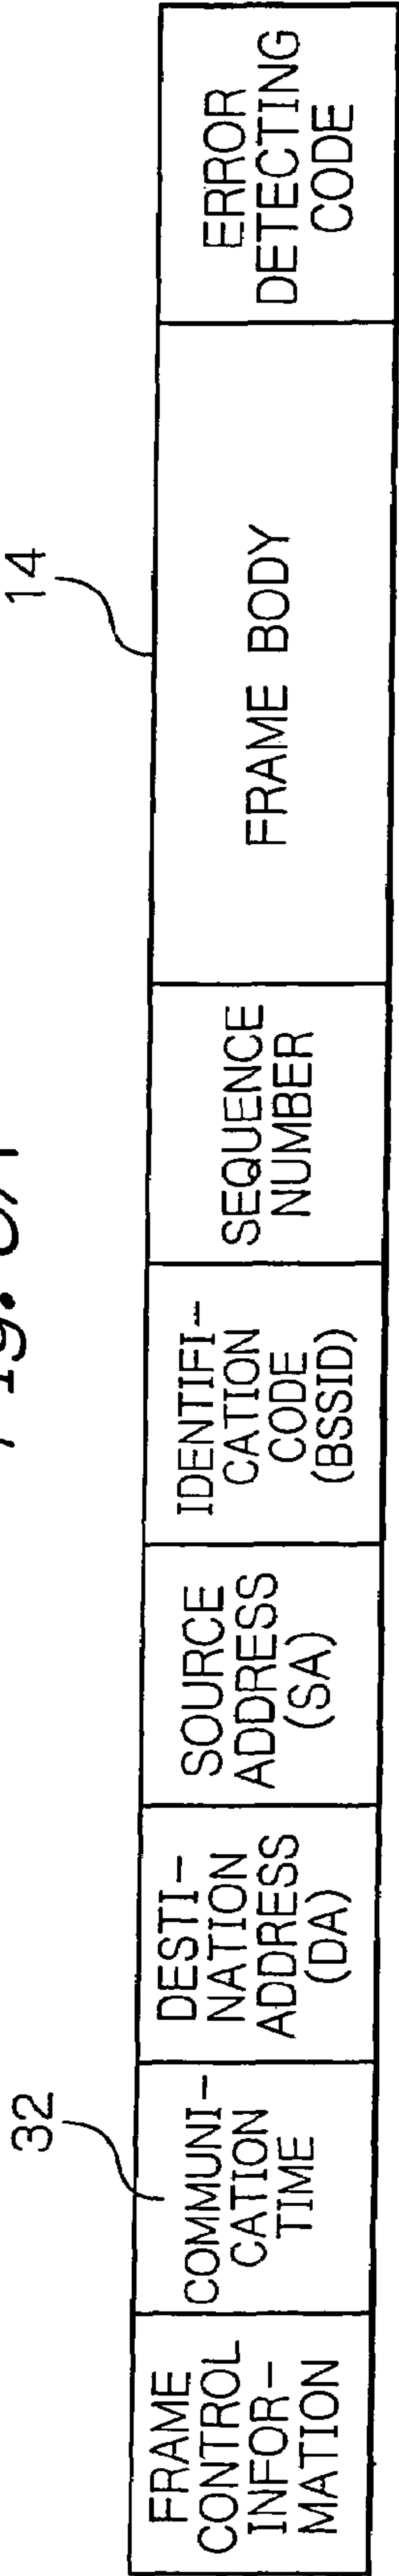 Fig.
32
14
FRAME
CONTROL
INFOR-
MATION
COMMUNI-
CATION
TIME
DESTI-
NATION
ADDRESS
(DA)
SOURCE
ADDRESS
(SA)
IDENTIFI-
CATION
CODE
(BSSID)
SEQUENCE
NUMBER
FRAME BODY
ERROR
DETECTING
CODE